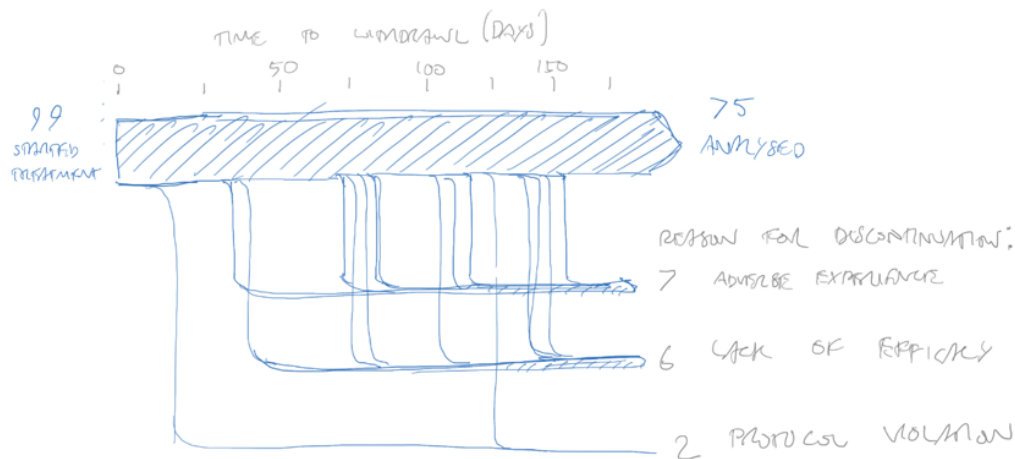 TIME TO WITHDRAWL (DAYS)
0 50 100 150
99
STARTED
TREATMENT
75
ANALYSED
REASON FOR DISCONTINUATION:
7 ADVERSE EXPERIENCE
6 LACK OF EFFICACY
2 PROTOCOL VIOLATION